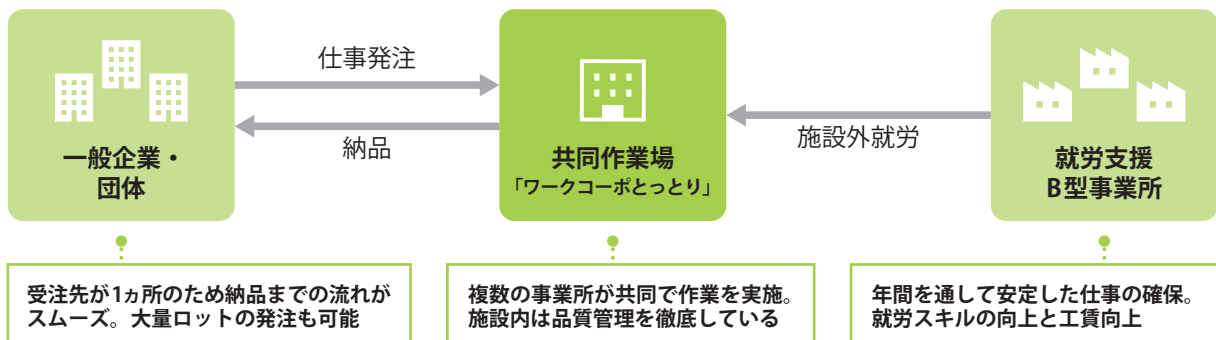 仕事発注
納品
施設外就労
一般企業・
団体
共同作業場
「ワークコーポとっとり」
就労支援
B型事業所
受注先が1ヵ所のため納品までの流れが
スムーズ。大量ロットの発注も可能
複数の事業所が共同で作業を実施。
施設内は品質管理を徹底している
年間を通して安定した仕事の確保。
就労スキルの向上と工賃向上